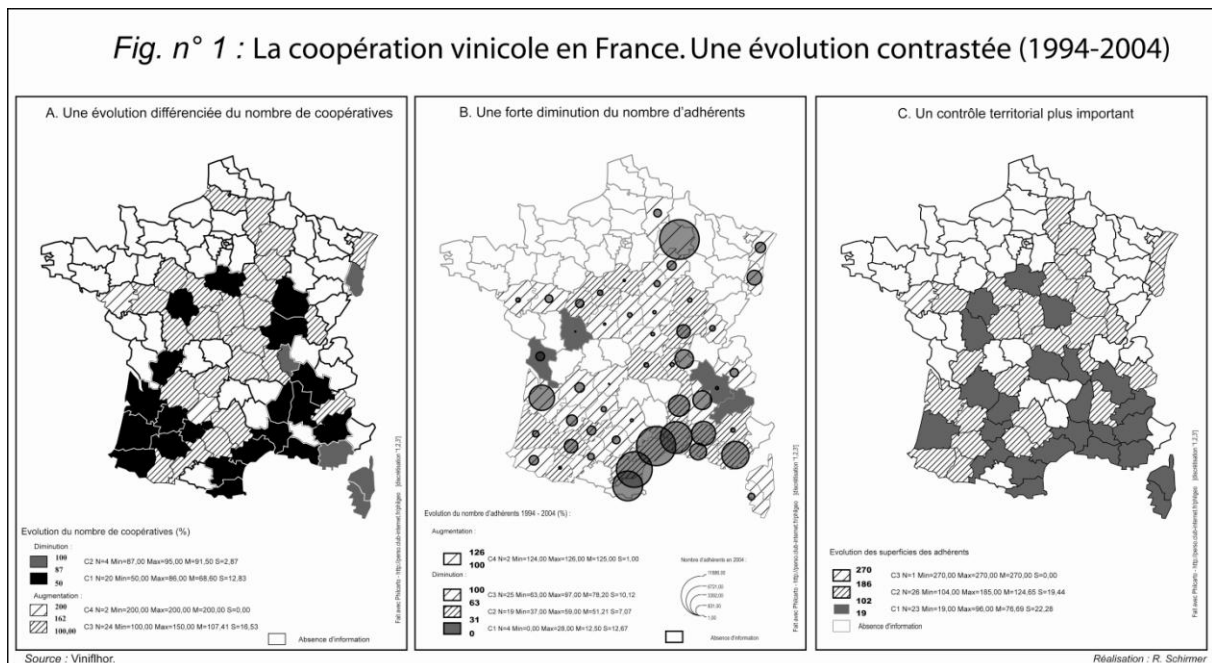 Fig. n° 1 : La coopération vinicole en France. Une évolution contrastée (1994-2004)
A. Une évolution différenciée du nombre de coopératives
Evolution du nombre de coopératives (%)
Diminution :
100
87
50
C2 N=4 Min=87,00 Max=95,00 M=91,50 S=2,87
C1 N=20 Min=50,00 Max=86,00 M=68,60 S=12,83
Augmentation :
200
162
100,00
C4 N=2 Min=200,00 Max=200,00 M=200,00 S=0,00
C3 N=24 Min=100,00 Max=150,00 M=107,41 S=16,53
Absence d'information
B. Une forte diminution du nombre d'adhérents
Evolution du nombre d'adhérents 1994 - 2004 (%) :
Augmentation :
126
100
C4 N=2 Min=124,00 Max=126,00 M=125,00 S=1,00
Diminution :
100
63
31
0
C3 N=25 Min=63,00 Max=97,00 M=78,20 S=10,12
C2 N=19 Min=37,00 Max=59,00 M=51,21 S=7,07
C1 N=4 Min=0,00 Max=28,00 M=12,50 S=12,67
Nombre d'adhérents en 2004 :
1,00
Absence d'information
C. Un contrôle territorial plus important
Evolution des superficies des adhérents
270
186
102
19
C3 N=1 Min=270,00 Max=270,00 M=270,00 S=0,00
C2 N=26 Min=104,00 Max=185,00 M=124,65 S=19,44
C1 N=23 Min=19,00 Max=96,00 M=76,69 S=22,28
Absence d'information
Source : Viniflhor.
Réalisation : R. Schirmer